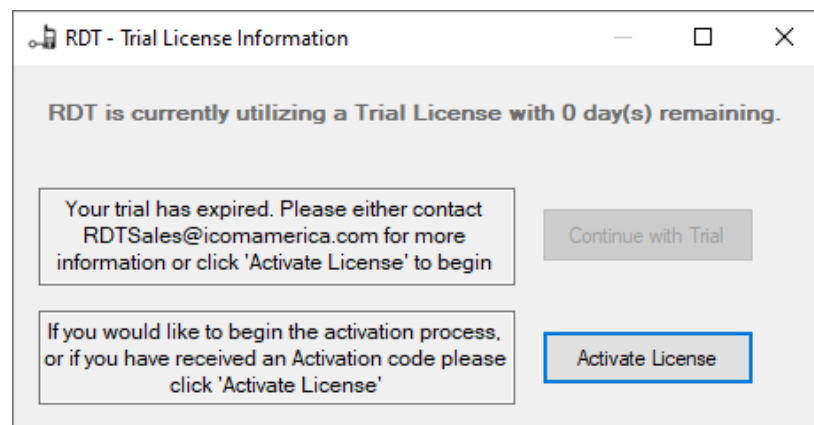 RDT - Trial License Information
RDT is currently utilizing a Trial License with 0 day(s) remaining.
Your trial has expired. Please either contact
RDTSales@icomamerica.com for more
information or click 'Activate License' to begin
Continue with Trial
If you would like to begin the activation process,
or if you have received an Activation code please
click 'Activate License'
Activate License